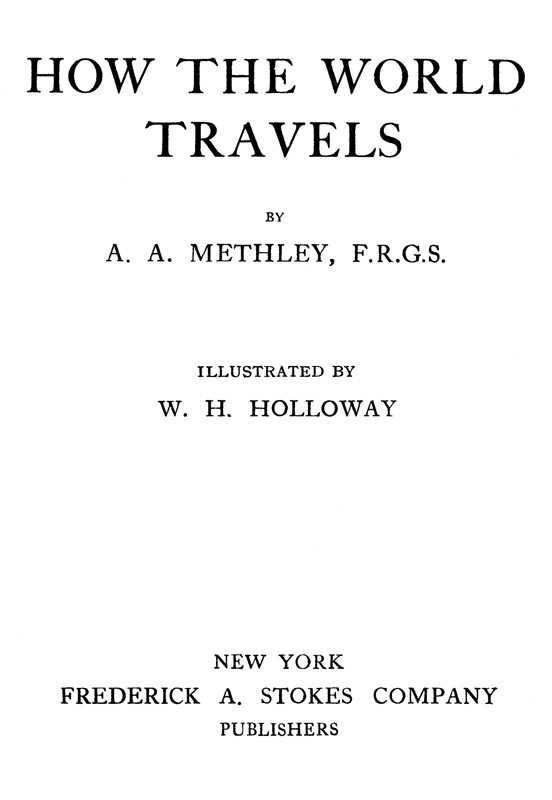 HOW THE WORLD
TRAVELS
BY
A. A. METHLEY, F.R.G.S.
ILLUSTRATED BY
W. H. HOLLOWAY
NEW YORK
FREDERICK A. STOKES COMPANY
PUBLISHERS